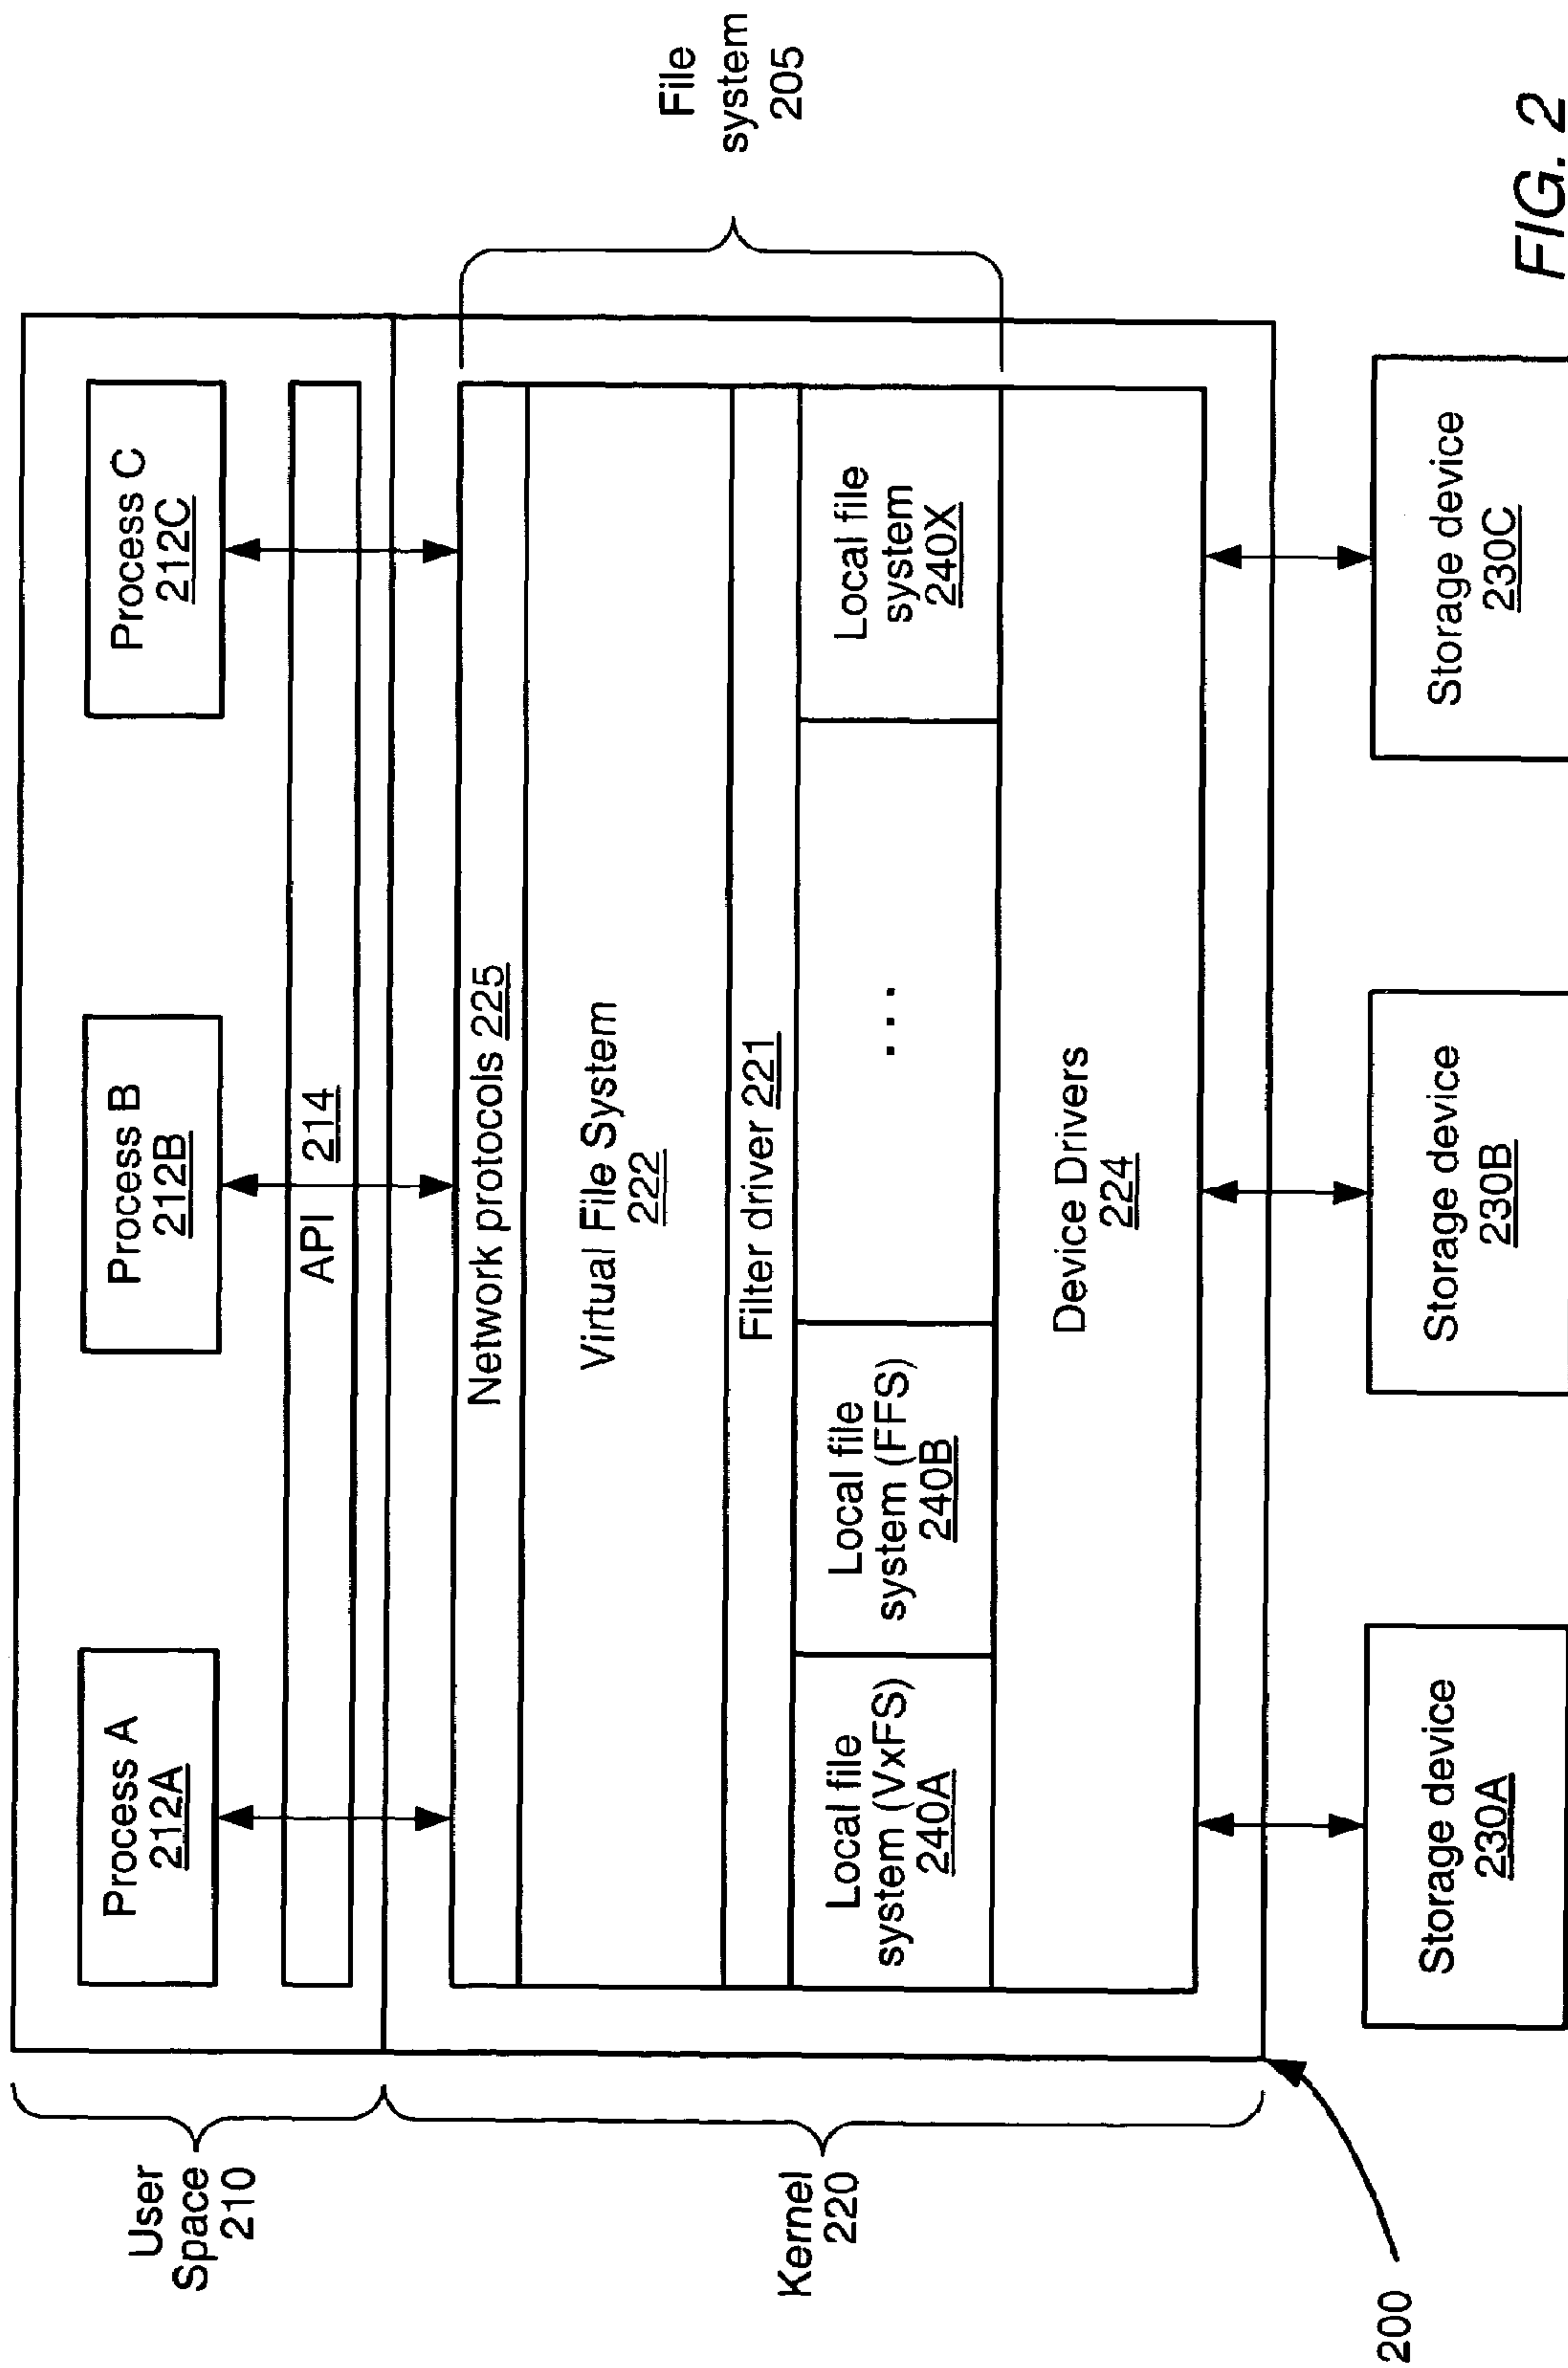 User
Space
210
Process A
212A
Process B
212B
Process C
212C
API 214
Kernel
220
Network protocols 225
Virtual File System
222
Filter driver 221
Local file
system (VxFS)
240A
Local file
system (FFS)
240B
...
Local file
system
240X
Device Drivers
224
File
system
205
Storage device
230A
Storage device
230B
Storage device
230C
200
FIG. 2